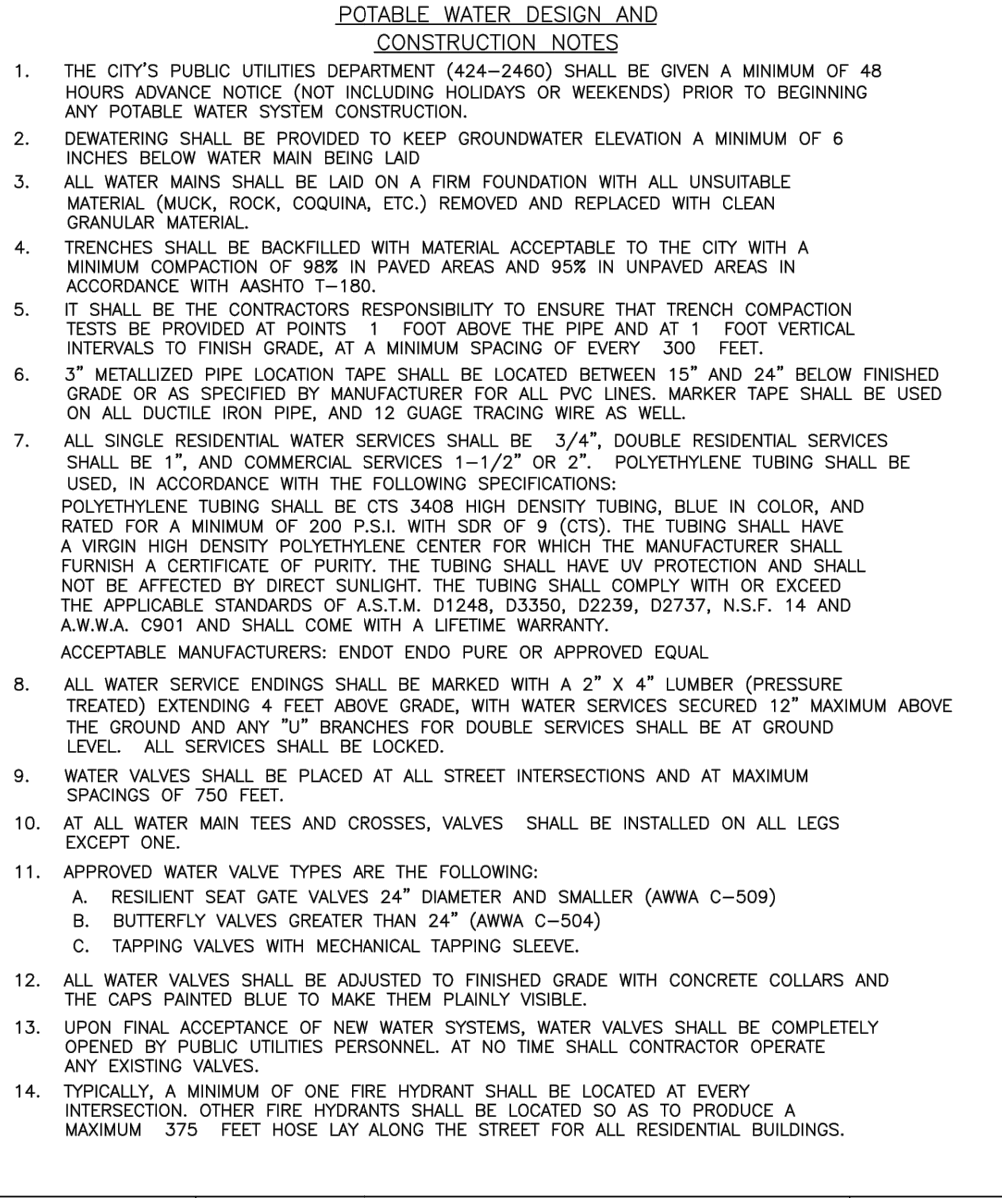 POTABLE WATER DESIGN AND
CONSTRUCTION NOTES
1. THE CITY'S PUBLIC UTILITIES DEPARTMENT (424-2460) SHALL BE GIVEN A MINIMUM OF 48
HOURS ADVANCE NOTICE (NOT INCLUDING HOLIDAYS OR WEEKENDS) PRIOR TO BEGINNING
ANY POTABLE WATER SYSTEM CONSTRUCTION.
2. DEWATERING SHALL BE PROVIDED TO KEEP GROUNDWATER ELEVATION A MINIMUM OF 6
INCHES BELOW WATER MAIN BEING LAID
3. ALL WATER MAINS SHALL BE LAID ON A FIRM FOUNDATION WITH ALL UNSUITABLE
MATERIAL (MUCK, ROCK, COQUINA, ETC.) REMOVED AND REPLACED WITH CLEAN
GRANULAR MATERIAL.
4. TRENCHES SHALL BE BACKFILLED WITH MATERIAL ACCEPTABLE TO THE CITY WITH A
MINIMUM COMPACTION OF 98% IN PAVED AREAS AND 95% IN UNPAVED AREAS IN
ACCORDANCE WITH AASHTO T-180.
5. IT SHALL BE THE CONTRACTORS RESPONSIBILITY TO ENSURE THAT TRENCH COMPACTION
TESTS BE PROVIDED AT POINTS 1 FOOT ABOVE THE PIPE AND AT 1 FOOT VERTICAL
INTERVALS TO FINISH GRADE, AT A MINIMUM SPACING OF EVERY 300 FEET.
6. 3" METALLIZED PIPE LOCATION TAPE SHALL BE LOCATED BETWEEN 15" AND 24" BELOW FINISHED
GRADE OR AS SPECIFIED BY MANUFACTURER FOR ALL PVC LINES. MARKER TAPE SHALL BE USED
ON ALL DUCTILE IRON PIPE, AND 12 GUAGE TRACING WIRE AS WELL.
7. ALL SINGLE RESIDENTIAL WATER SERVICES SHALL BE 3/4", DOUBLE RESIDENTIAL SERVICES
SHALL BE 1", AND COMMERCIAL SERVICES 1-1/2" OR 2". POLYETHYLENE TUBING SHALL BE
USED, IN ACCORDANCE WITH THE FOLLOWING SPECIFICATIONS:
POLYETHYLENE TUBING SHALL BE CTS 3408 HIGH DENSITY TUBING, BLUE IN COLOR, AND
RATED FOR A MINIMUM OF 200 P.S.I. WITH SDR OF 9 (CTS). THE TUBING SHALL HAVE
A VIRGIN HIGH DENSITY POLYETHYLENE CENTER FOR WHICH THE MANUFACTURER SHALL
FURNISH A CERTIFICATE OF PURITY. THE TUBING SHALL HAVE UV PROTECTION AND SHALL
NOT BE AFFECTED BY DIRECT SUNLIGHT. THE TUBING SHALL COMPLY WITH OR EXCEED
THE APPLICABLE STANDARDS OF A.S.T.M. D1248, D3350, D2239, D2737, N.S.F. 14 AND
A.W.W.A. C901 AND SHALL COME WITH A LIFETIME WARRANTY.
ACCEPTABLE MANUFACTURERS: ENDOT ENDO PURE OR APPROVED EQUAL
8. ALL WATER SERVICE ENDINGS SHALL BE MARKED WITH A 2" X 4" LUMBER (PRESSURE
TREATED) EXTENDING 4 FEET ABOVE GRADE, WITH WATER SERVICES SECURED 12" MAXIMUM ABOVE
THE GROUND AND ANY "U" BRANCHES FOR DOUBLE SERVICES SHALL BE AT GROUND
LEVEL. ALL SERVICES SHALL BE LOCKED.
9. WATER VALVES SHALL BE PLACED AT ALL STREET INTERSECTIONS AND AT MAXIMUM
SPACINGS OF 750 FEET.
10. AT ALL WATER MAIN TEES AND CROSSES, VALVES SHALL BE INSTALLED ON ALL LEGS
EXCEPT ONE.
11. APPROVED WATER VALVE TYPES ARE THE FOLLOWING:
A. RESILIENT SEAT GATE VALVES 24" DIAMETER AND SMALLER (AWWA C-509)
B. BUTTERFLY VALVES GREATER THAN 24" (AWWA C-504)
C. TAPPING VALVES WITH MECHANICAL TAPPING SLEEVE.
12. ALL WATER VALVES SHALL BE ADJUSTED TO FINISHED GRADE WITH CONCRETE COLLARS AND
THE CAPS PAINTED BLUE TO MAKE THEM PLAINLY VISIBLE.
13. UPON FINAL ACCEPTANCE OF NEW WATER SYSTEMS, WATER VALVES SHALL BE COMPLETELY
OPENED BY PUBLIC UTILITIES PERSONNEL. AT NO TIME SHALL CONTRACTOR OPERATE
ANY EXISTING VALVES.
14. TYPICALLY, A MINIMUM OF ONE FIRE HYDRANT SHALL BE LOCATED AT EVERY
INTERSECTION. OTHER FIRE HYDRANTS SHALL BE LOCATED SO AS TO PRODUCE A
MAXIMUM 375 FEET HOSE LAY ALONG THE STREET FOR ALL RESIDENTIAL BUILDINGS.